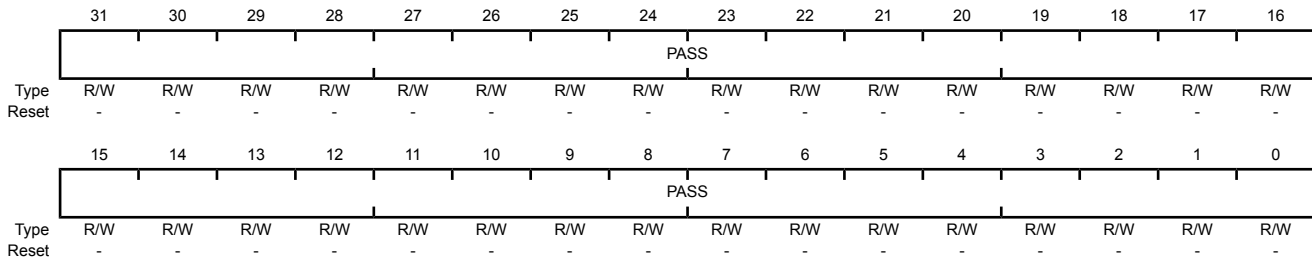 31 30 29 28 27 26 25 24 23 22 21 20 19 18 17 16
PASS
Type R/W R/W R/W R/W R/W R/W R/W R/W R/W R/W R/W R/W R/W R/W R/W R/W
Reset - - - - - - - - - - - - - - - -
15 14 13 12 11 10 9 8 7 6 5 4 3 2 1 0
PASS
Type R/W R/W R/W R/W R/W R/W R/W R/W R/W R/W R/W R/W R/W R/W R/W R/W
Reset - - - - - - - - - - - - - - - -